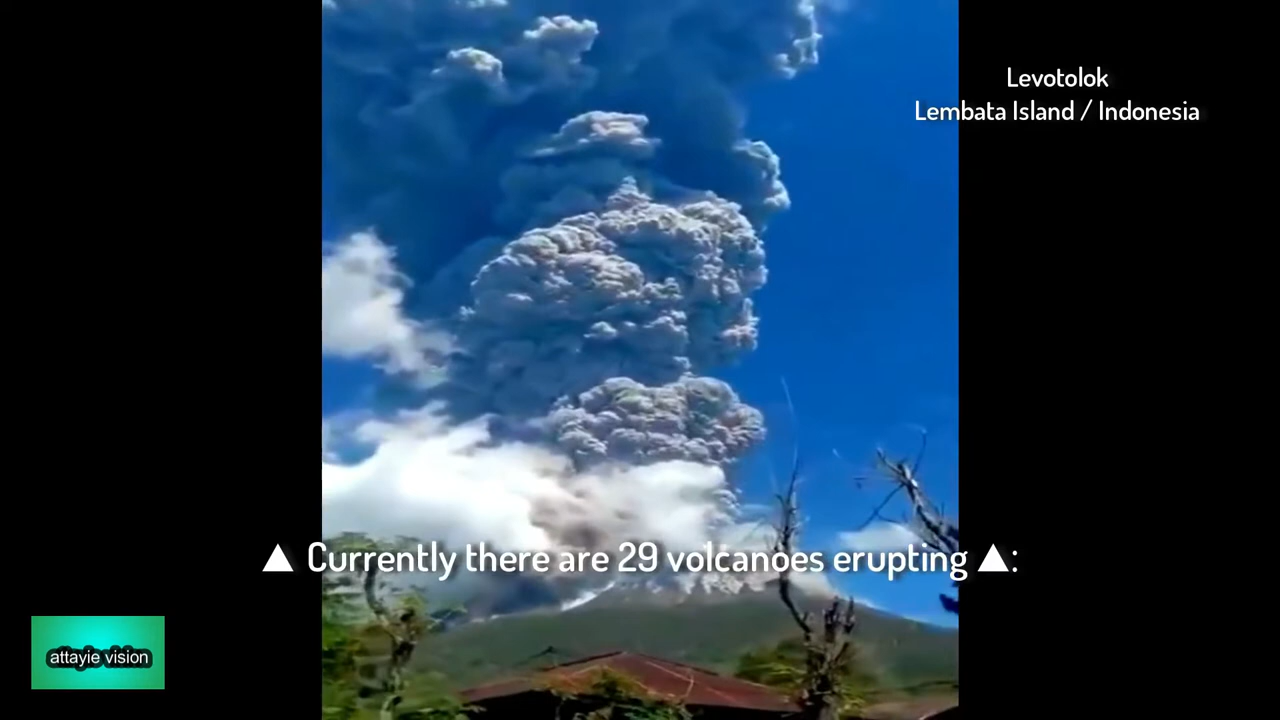 Levotolok
Lembata Island / Indonesia
▲ Currently there are 29 volcanoes erupting ▲:
attayie vision